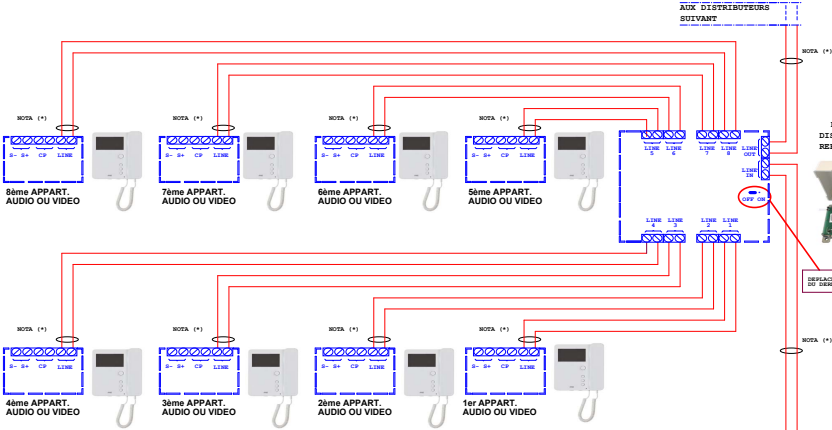 AUX DISTRIBUTEURS
SUIVANT
NOTA (*)
NOTA (*)
NOTA (*)
NOTA (*)
NOTA (*)
S- S+ CP LINE
S- S+ CP LINE
S- S+ CP LINE
S- S+ CP LINE
8ème APPART.
AUDIO OU VIDEO
7ème APPART.
AUDIO OU VIDEO
6ème APPART.
AUDIO OU VIDEO
5ème APPART.
AUDIO OU VIDEO
LINE
5
LINE
6
LINE
7
LINE
8
LINE
OUT
LINE
IN
OFF ON
LINE
4
LINE
3
LINE
2
LINE
1
NOTA (*)
NOTA (*)
NOTA (*)
NOTA (*)
NOTA (*)
S- S+ CP LINE
S- S+ CP LINE
S- S+ CP LINE
S- S+ CP LINE
4ème APPART.
AUDIO OU VIDEO
3ème APPART.
AUDIO OU VIDEO
2ème APPART.
AUDIO OU VIDEO
1er APPART.
AUDIO OU VIDEO